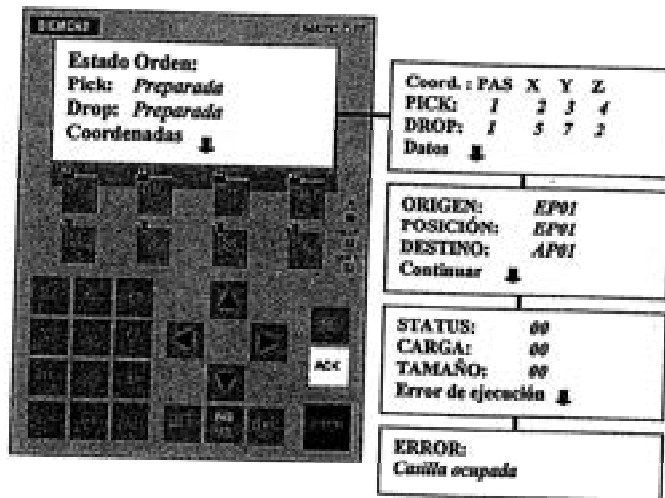 SIEMENS
Estado Orden:
Pick: Preparada
Drop: Preparada
Coordenadas
Coord. : PAS X Y Z
PICK: 1 2 3 4
DROP: 1 5 7 2
Datos
ORIGEN: EP01
POSICIÓN: EP01
DESTINO: AP01
Continuar
STATUS: 00
CARGA: 00
TAMAÑO: 00
Error de ejecución
ACK
ERROR:
Casilla ocupada